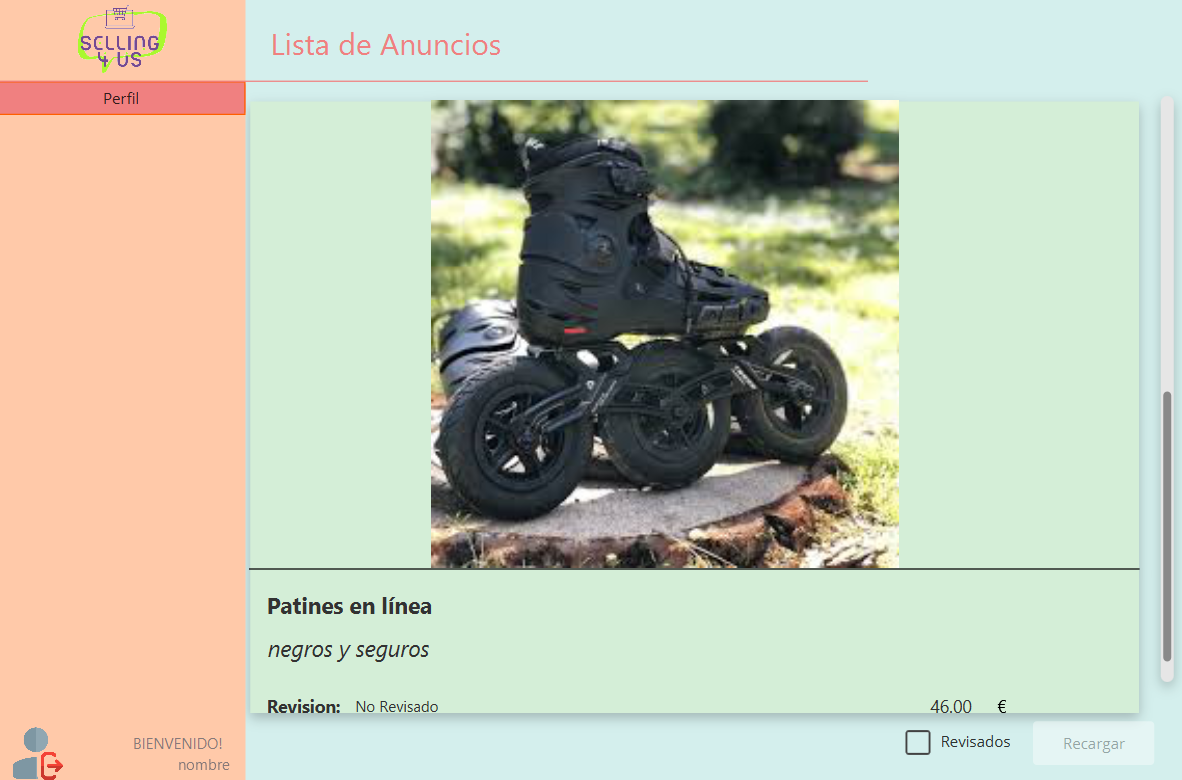 SCLLING
4 US
Lista de Anuncios
Perfil
Patines en línea
negros y seguros
Revision: No Revisado 46.00 €
BIENVENIDO!
nombre
Revisados Recargar